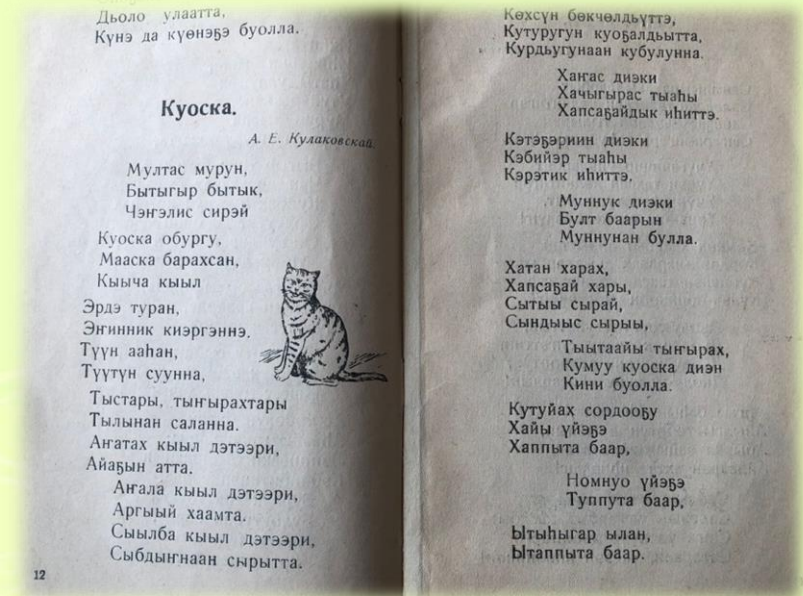 Дьоло улаатта,
Күнэ да күөнэҕэ буолла.
Куоска.
А. Е. Кулаковскай.
Мултас мурун,
Бытыгыр бытык,
Чэҥэлис сирэй
Куоска обургу,
Мааска барахсан,
Кыыча кыыл
Эрдэ туран,
Эҥинник киэргэннэ.
Түүн ааһан,
Түүтүн суунна,
Тыстары, тыҥырахтары
Тылынан саланна.
Аҥатах кыыл дэтээри,
Айаҕын атта.
Аҥала кыыл дэтээри,
Аргыый хаамта.
Сыылба кыыл дэтээри,
Сыбдыҥнаан сырытта.
12
Көхсүн бөкчөлдьүттэ,
Кутуругун куоҕалдьытта,
Курдьугунаан кубулунна.
Хаҥас диэки
Хачыгырас тыаһы
Хапсаҕайдык иһиттэ.
Кэтэҕэриин диэки
Кэбийэр тыаһы
Кэрэтик иһиттэ,
Муннук диэки
Булт баарын
Муннунан булла.
Хатан харах,
Хапсаҕай хары,
Сытыы сырай,
Сындыыс сырыы,
Тыытаайы тыҥырах,
Кумуу куоска диэн
Кини буолла.
Кутуйах сордооҕу
Хайы үйэҕэ
Хаппыта баар,
Номнуо үйэҕэ
Туппута баар,
Ытыһыгар ылан,
Ытаппыта баар.